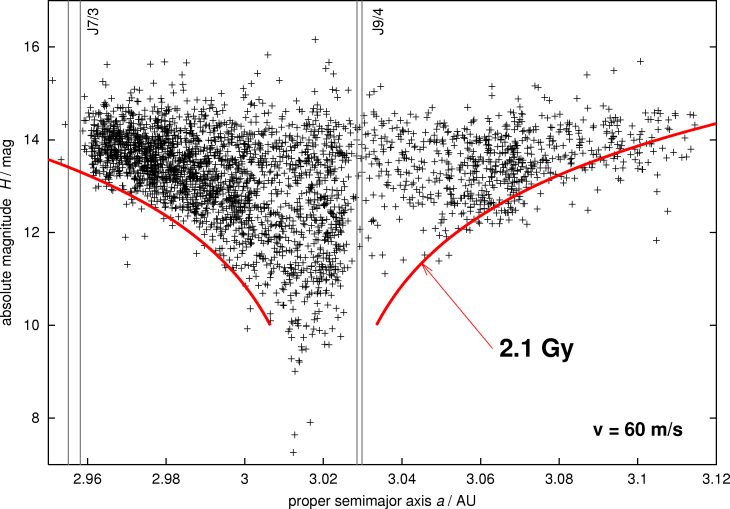 J7/3
J9/4
16
14
12
10
8
absolute magnitude H / mag
2.1 Gy
v = 60 m/s
2.96
2.98
3
3.02
3.04
3.06
3.08
3.1
3.12
proper semimajor axis a / AU